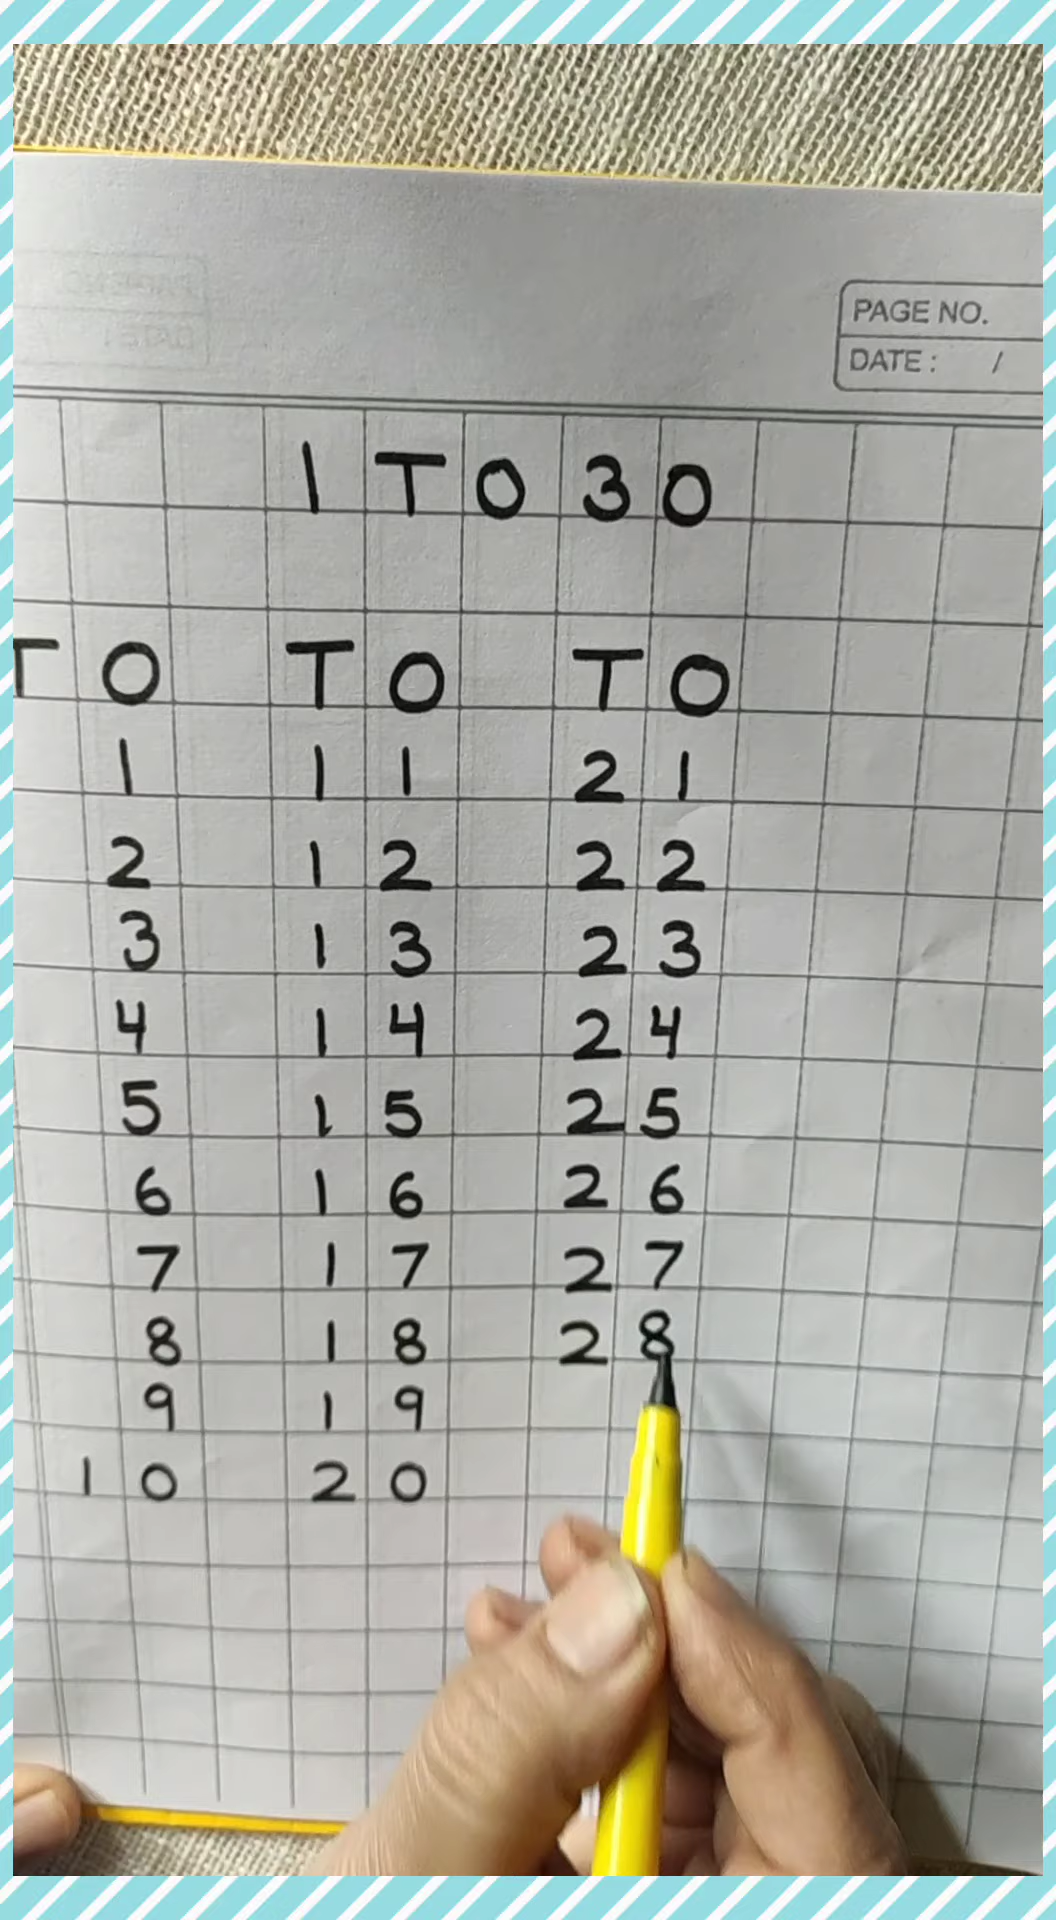 PAGE NO.
DATE : /
1 T O 3 0
T O T O T O
1 1 1 2 1
2 1 2 2 2
3 1 3 2 3
4 1 4 2 4
5 1 5 2 5
6 1 6 2 6
7 1 7 2 7
8 1 8 2 8
9 1 9
1 0 2 0